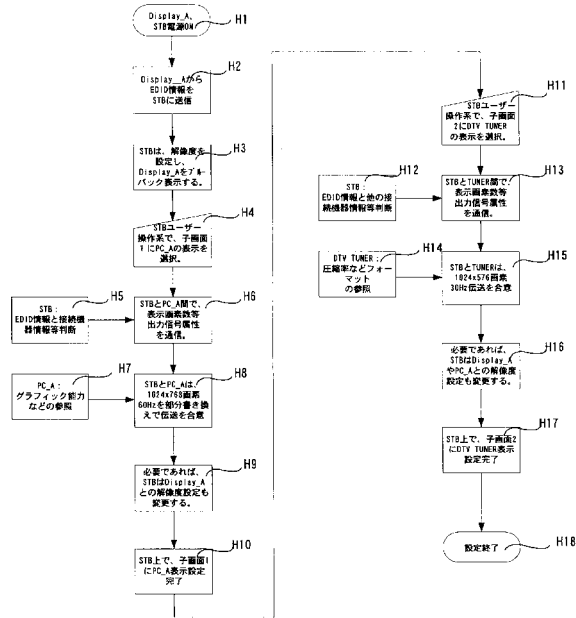 Display_A、
STB電源ON
H1
H2
Display__Aから
EDID情報を
STBに送信
STBは、解像度を
設定し、
Display_Aをブルー
バック表示する。
H3
H4
STBユーザー
操作系で、子画面
1にPC_Aの表示を
選択。
H5
STB：
EDID情報と接続機
器情報等判断
H6
STBとPC_A間で、
表示画素数等
出力信号属性
を通信。
H7
PC_A：
グラフィック能力
などの参照
H8
STBとPC_Aは、
1024x768画素
60Hzを部分書き換
えで伝送を合意
H9
必要であれば、
STBはDisplay_A
との解像度設定も
変更する。
H10
STB上で、子画面1
にPC_A表示設定
完了
H11
STBユーザー
操作系で、子画面
2にDTV TUNER
の表示を選択。
H12
STB：
EDID情報と他の接
続機器情報等判断
H13
STBとTUNER間で、
表示画素数等
出力信号属性
を通信。
H14
DTV TUNER：
圧縮率などフォー
マット
の参照
H15
STBとTUNERは、
1024x576画素
30Hz伝送を合意
H16
必要であれば、
STBはDisplay_A
やPC_Aとの解像度
設定も変更する。
H17
STB上で、子画面2
にDTV TUNER表示
設定完了
設定終了
H18